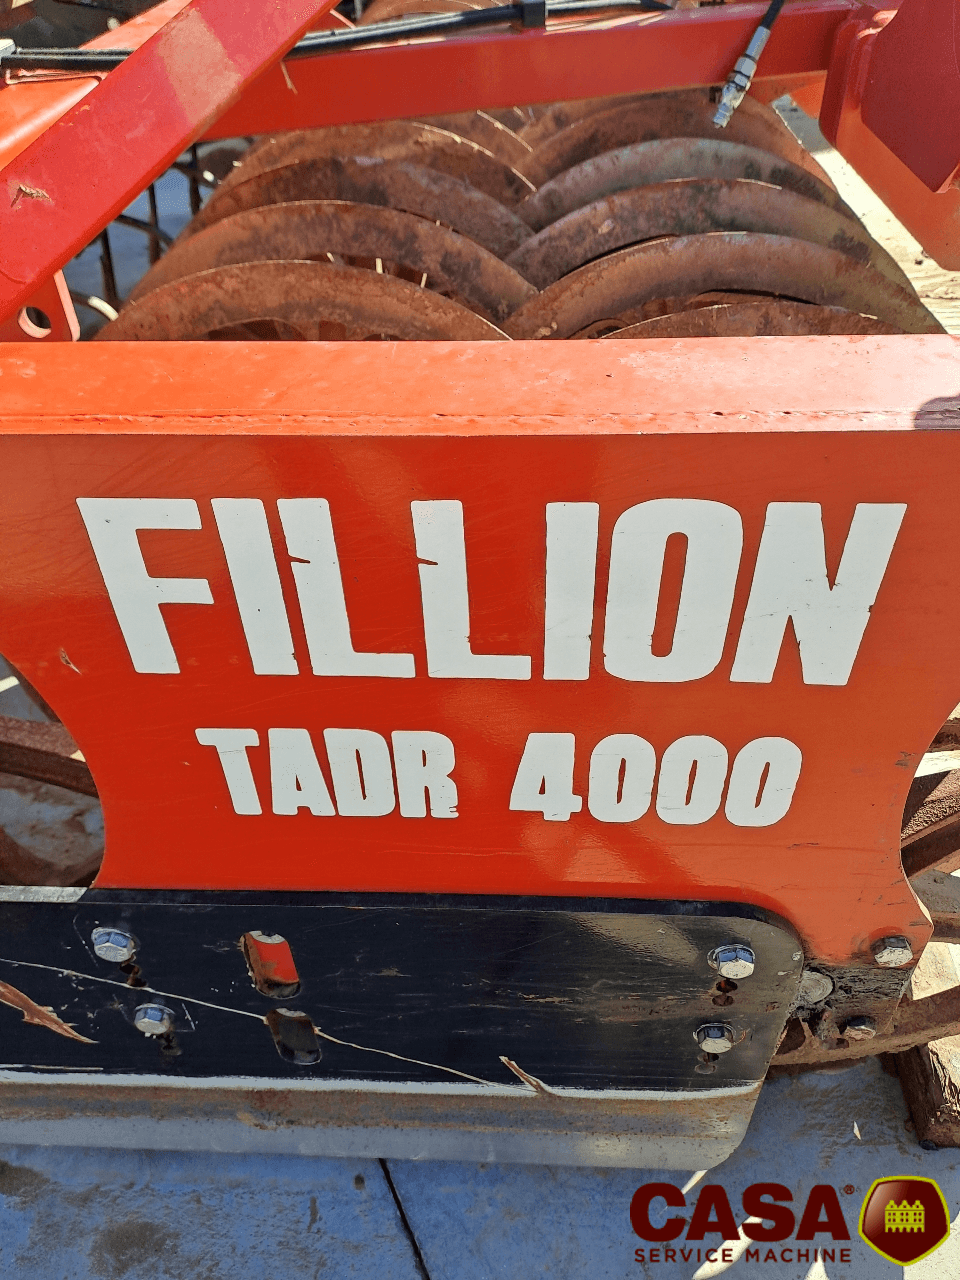 FILLION
TADR 4000
CASA®
SERVICE MACHINE